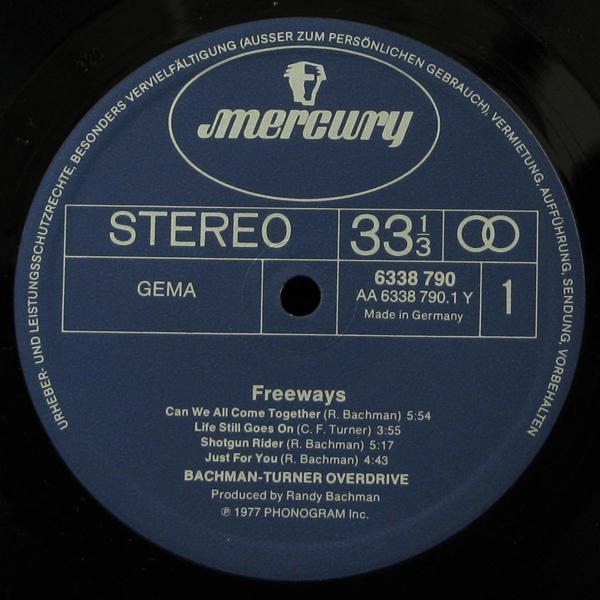 URHEBER- UND LEISTUNGSSCHUTZRECHTE, BESONDERS VERVIELFÄLTIGUNG (AUSSER ZUM PERSÖNLICHEN GEBRAUCH), VERMIETUNG, AUFFÜHRUNG, SENDUNG, VORBEHALTEN
mercury
STEREO 33 1/3
GEMA
6338 790
AA 6338 790.1 Y
Made in Germany
1
Freeways
Can We All Come Together (R. Bachman) 5:54
Life Still Goes On (C. F. Turner) 3:55
Shotgun Rider (R. Bachman) 5:17
Just For You (R. Bachman) 4:43
BACHMAN-TURNER OVERDRIVE
Produced by Randy Bachman
℗ 1977 PHONOGRAM Inc.